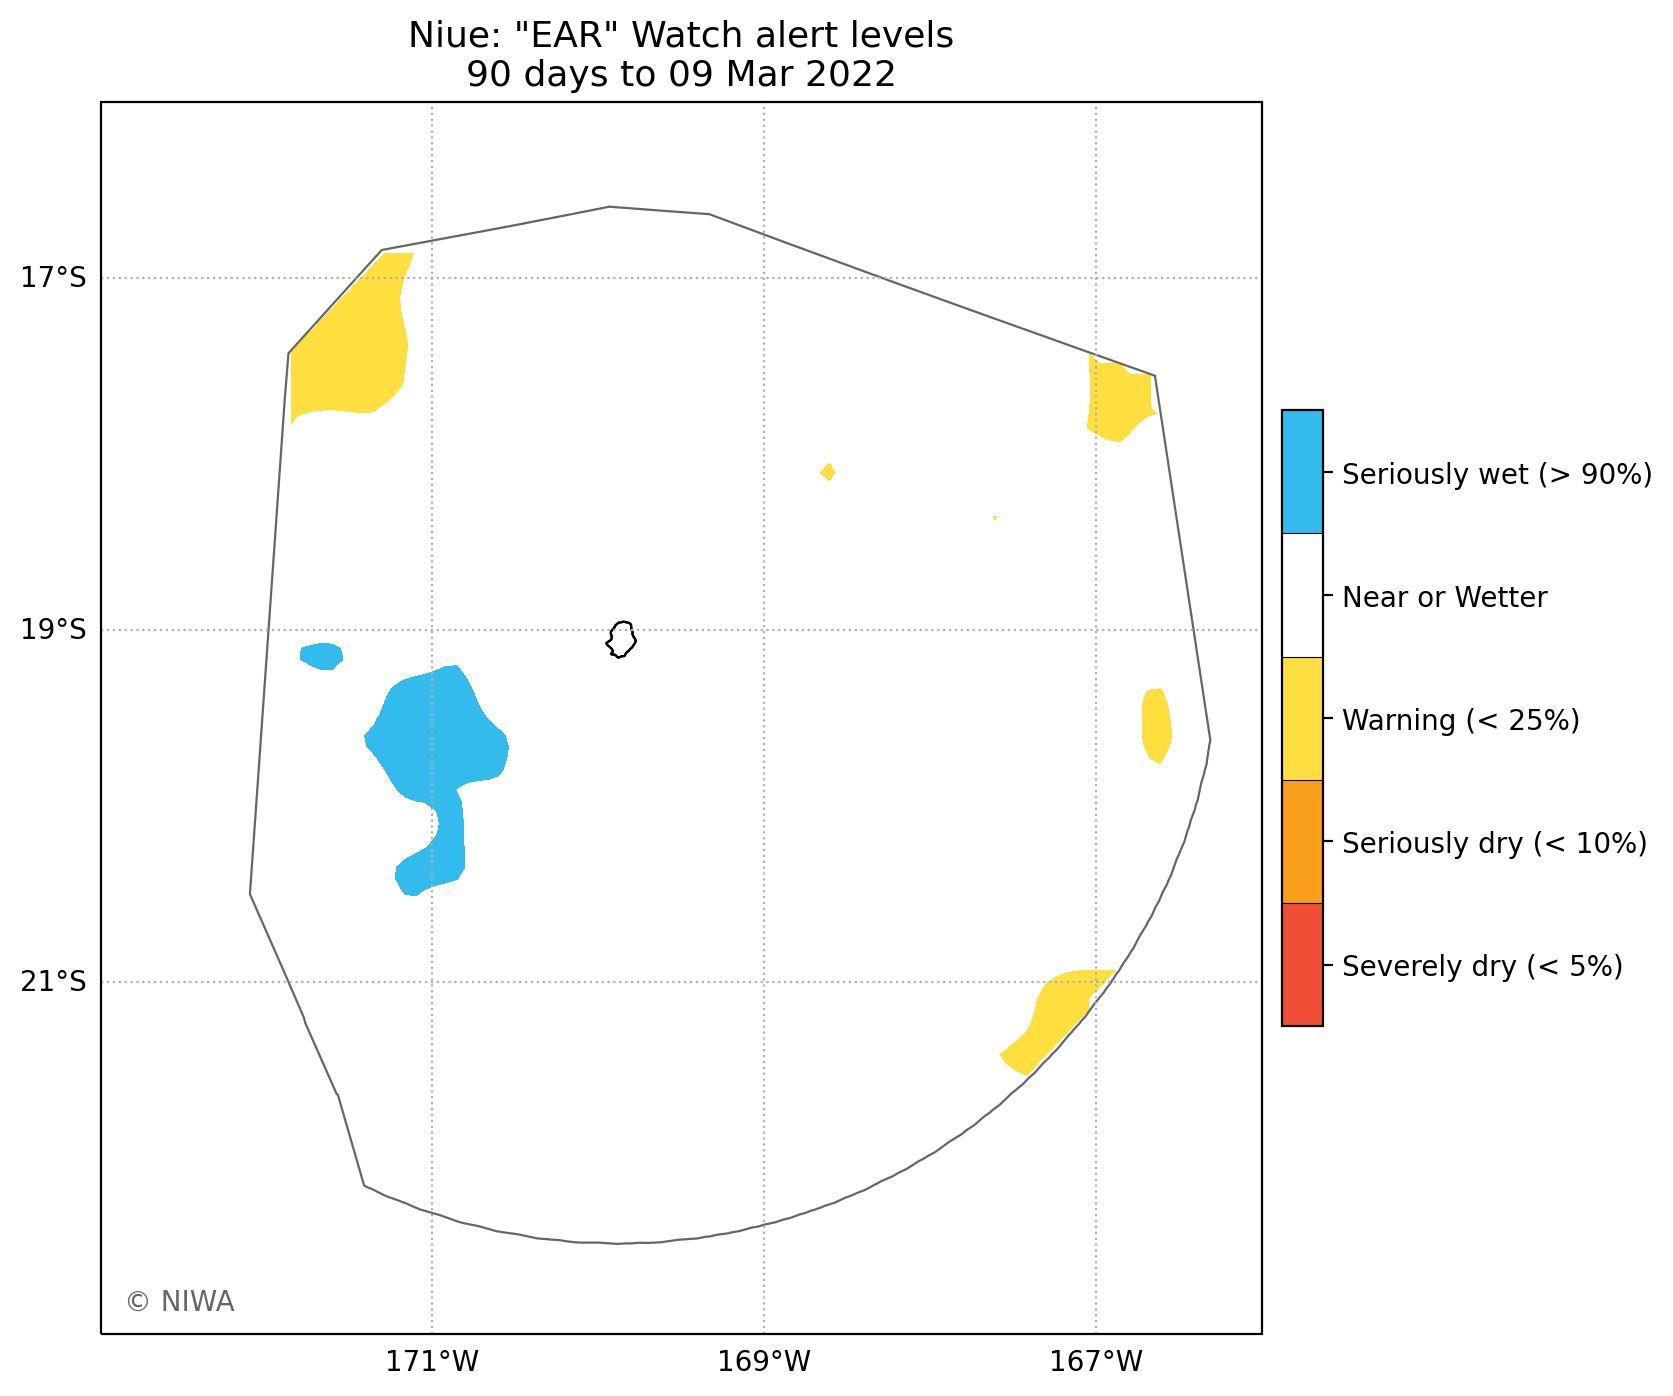 Niue: "EAR" Watch alert levels
90 days to 09 Mar 2022
17°S
19°S
21°S
171°W
169°W
167°W
Seriously wet (> 90%)
Near or Wetter
Warning (< 25%)
Seriously dry (< 10%)
Severely dry (< 5%)
© NIWA